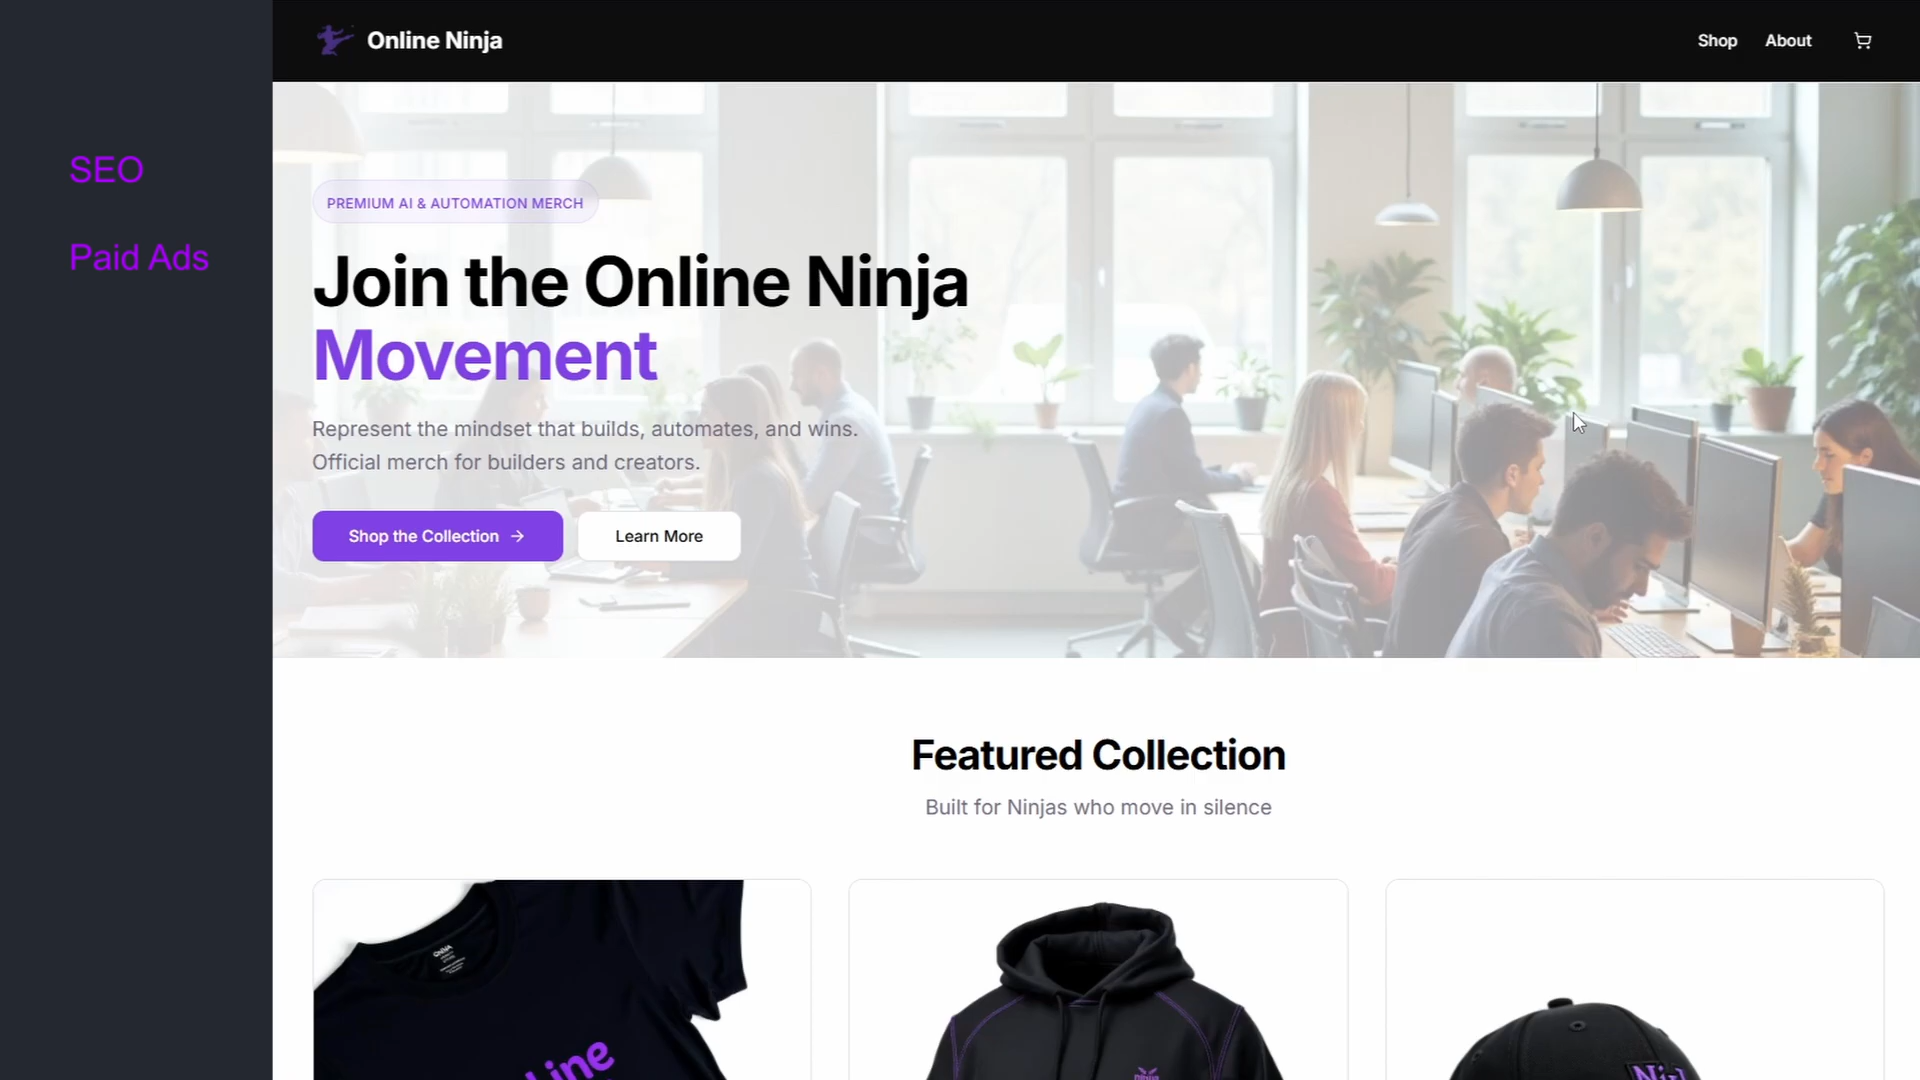 SEO
Paid Ads
Online Ninja
Shop
About
PREMIUM AI & AUTOMATION MERCH
Join the Online Ninja
Movement
Represent the mindset that builds, automates, and wins.
Official merch for builders and creators.
Shop the Collection →
Learn More
Featured Collection
Built for Ninjas who move in silence